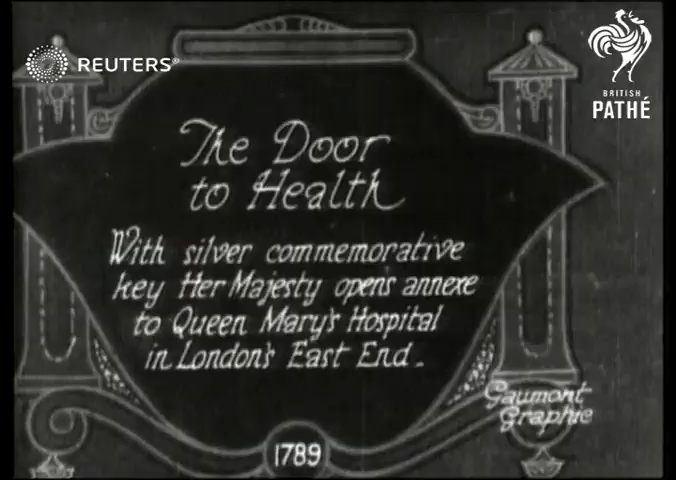 REUTERS®
BRITISH
PATHÉ
The Door
to Health
With silver commemorative
key Her Majesty opens annexe
to Queen Mary's Hospital
in London's East End.
Gaumont
Graphic
1789